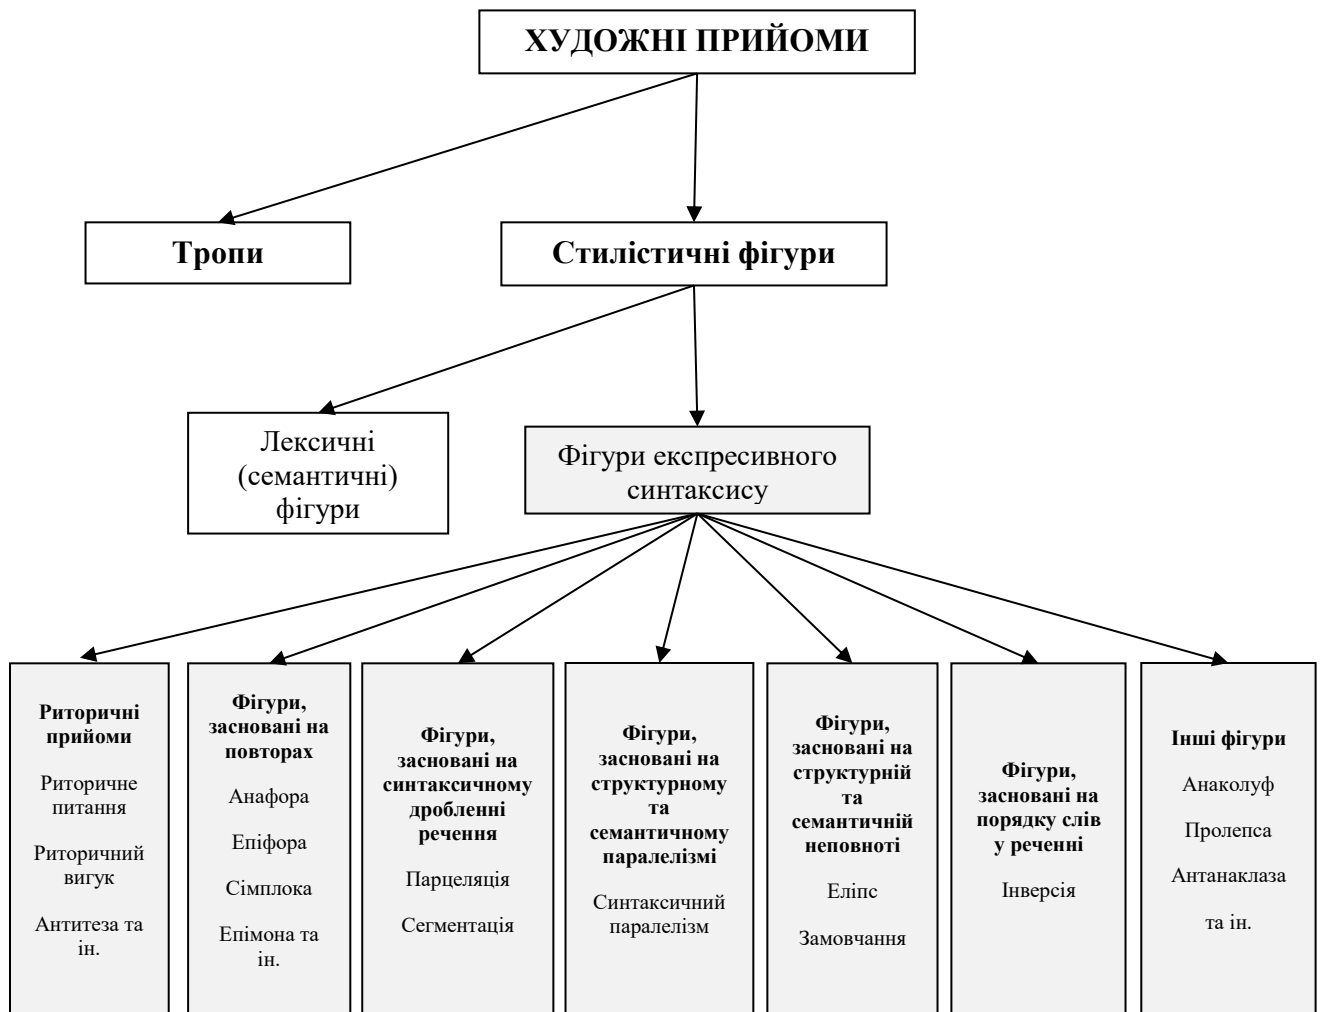 ХУДОЖНІ ПРИЙОМИ
Тропи
Стилістичні фігури
Лексичні
(семантичні)
фігури
Фігури експресивного
синтаксису
Риторичні
прийоми
Риторичне
питання
Риторичний
вигук
Антитеза та
ін.
Фігури,
засновані на
повторах
Анафора
Епіфора
Сімплока
Епімона та
ін.
Фігури,
засновані на
синтаксичному
дробленні
речення
Парцеляція
Сегментація
Фігури,
засновані на
структурному
та
семантичному
паралелізмі
Синтаксичний
паралелізм
Фігури,
засновані на
структурній
та
семантичній
неповноті
Еліпс
Замовчання
Фігури,
засновані на
порядку слів
у реченні
Інверсія
Інші фігури
Анаколуф
Пролепса
Антанаклаза
та ін.